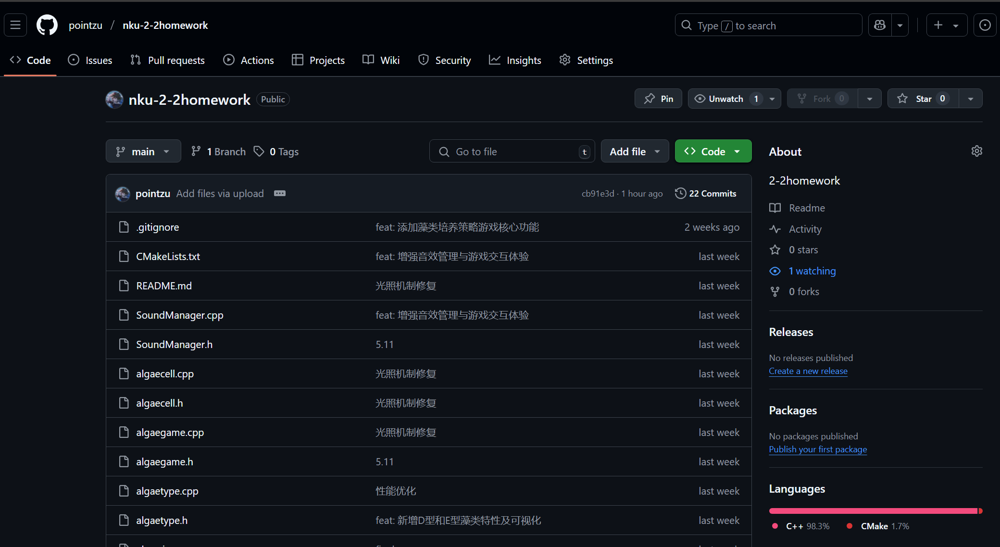 pointzu / nku-2-2homework
Type / to search
Code Issues Pull requests Actions Projects Wiki Security Insights Settings
nku-2-2homework Public
Pin Unwatch 1 Fork 0 Star 0
main 1 Branch 0 Tags Go to file t Add file Code
pointzu Add files via upload cb91e3d · 1 hour ago 22 Commits
.gitignore feat: 添加藻类培养策略游戏核心功能 2 weeks ago
CMakeLists.txt feat: 增强音效管理与游戏交互体验 last week
README.md 光照机制修复 last week
SoundManager.cpp feat: 增强音效管理与游戏交互体验 last week
SoundManager.h 5.11 last week
algaecell.cpp 光照机制修复 last week
algaecell.h 光照机制修复 last week
algaegame.cpp 光照机制修复 last week
algaegame.h 5.11 last week
algaetype.cpp 性能优化 last week
algaetype.h feat: 新增D型和E型藻类特性及可视化 last week
About
2-2homework
Readme
Activity
0 stars
1 watching
0 forks
Releases
No releases published
Create a new release
Packages
No packages published
Publish your first package
Languages
C++ 98.3% CMake 1.7%